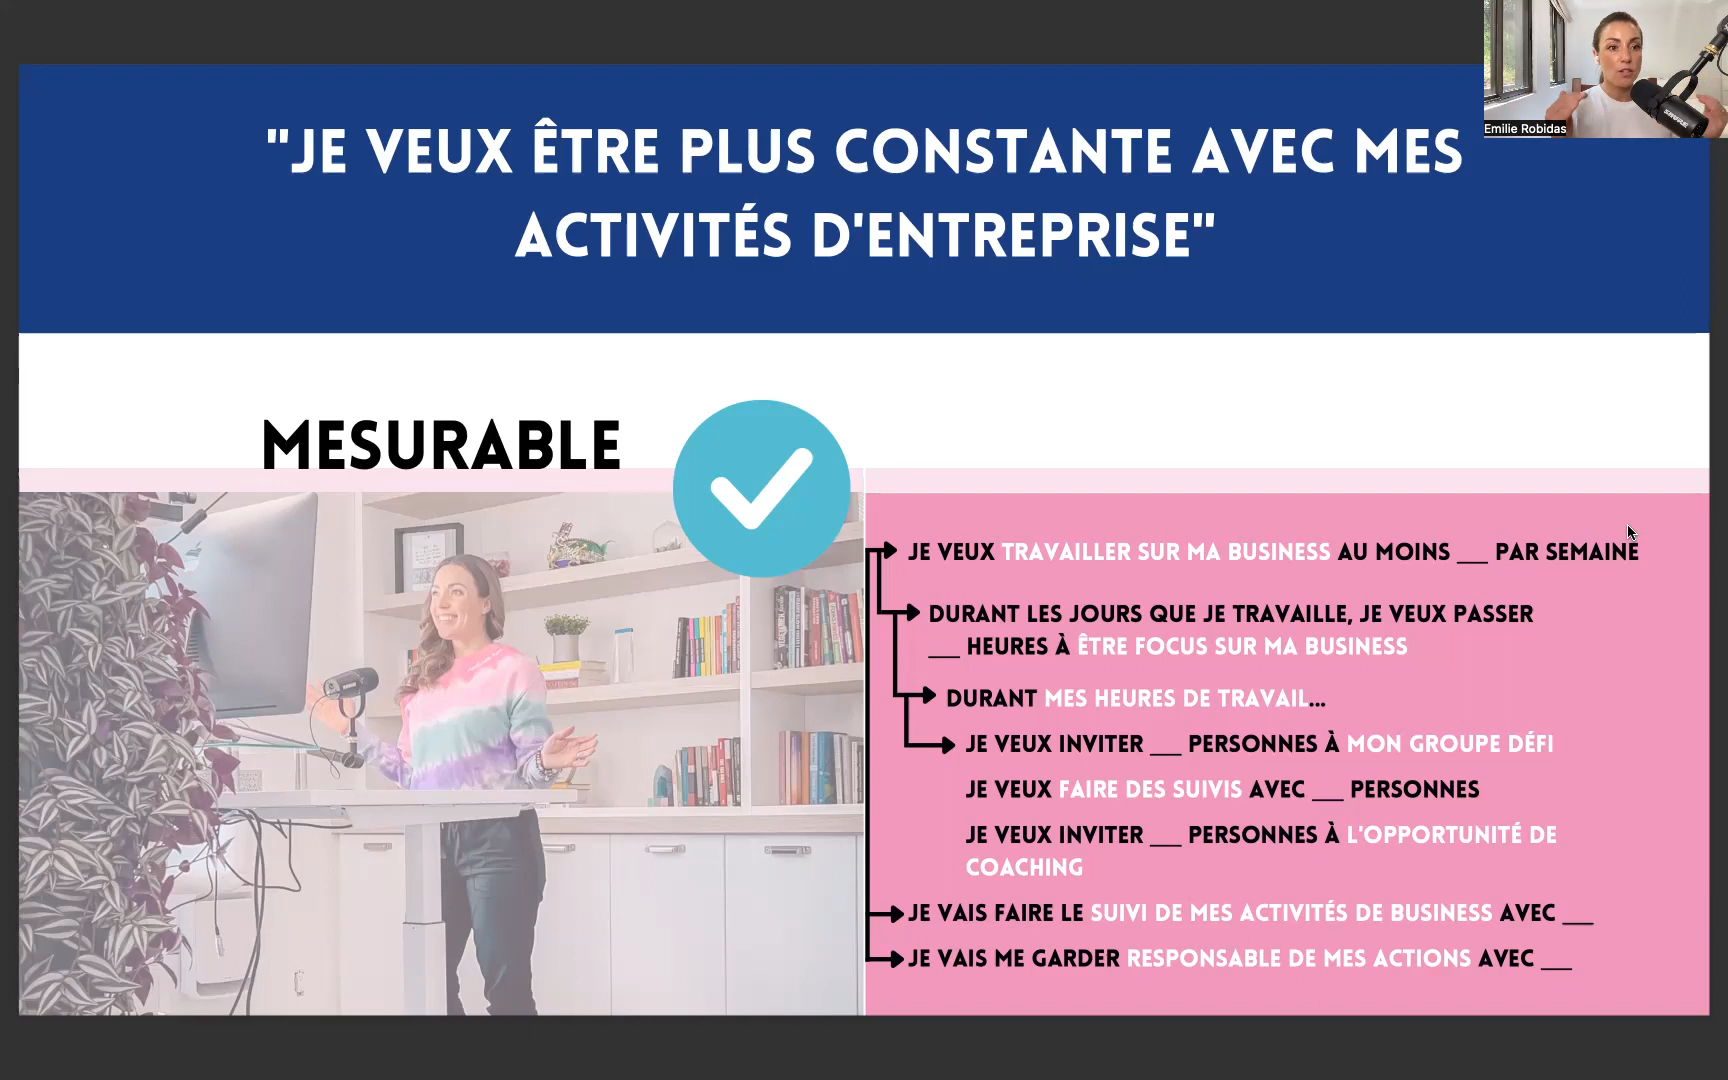 "JE VEUX ÊTRE PLUS CONSTANTE AVEC MES
ACTIVITÉS D'ENTREPRISE"
Emilie Robidas
MESURABLE
JE VEUX TRAVAILLER SUR MA BUSINESS AU MOINS ___ PAR SEMAINE
DURANT LES JOURS QUE JE TRAVAILLE, JE VEUX PASSER
___ HEURES À ÊTRE FOCUS SUR MA BUSINESS
DURANT MES HEURES DE TRAVAIL...
JE VEUX INVITER ___ PERSONNES À MON GROUPE DÉFI
JE VEUX FAIRE DES SUIVIS AVEC ___ PERSONNES
JE VEUX INVITER ___ PERSONNES À L'OPPORTUNITÉ DE
COACHING
JE VAIS FAIRE LE SUIVI DE MES ACTIVITÉS DE BUSINESS AVEC ___
JE VAIS ME GARDER RESPONSABLE DE MES ACTIONS AVEC ___